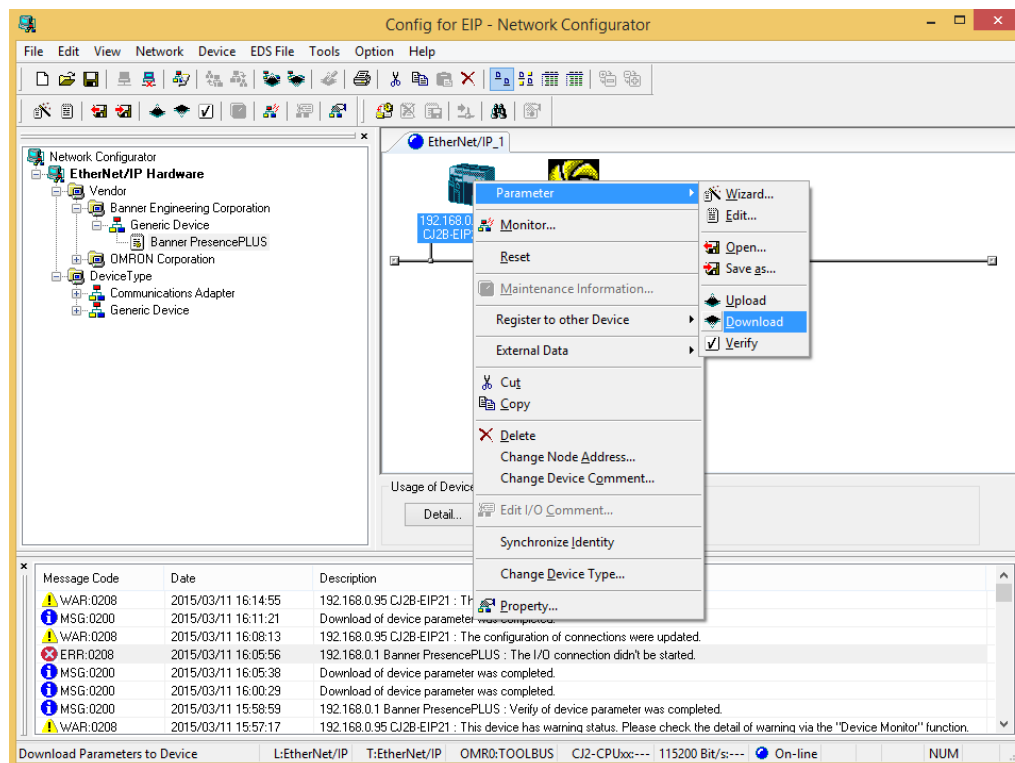 Config for EIP - Network Configurator
File Edit View Network Device EDS File Tools Option Help
EtherNet/IP_1
Network Configurator
EtherNet/IP Hardware
Vendor
Banner Engineering Corporation
Generic Device
Banner PresencePLUS
OMRON Corporation
DeviceType
Communications Adapter
Generic Device
192.168.0.
CJ2B-EIP
Parameter
Monitor...
Reset
Maintenance Information...
Register to other Device
External Data
Cut
Copy
Delete
Change Node Address...
Change Device Comment...
Edit I/O Comment...
Synchronize Identity
Change Device Type...
Property...
Wizard...
Edit...
Open...
Save as...
Upload
Download
Verify
Usage of Device
Detail...
Message Code Date Description
WAR:0208 2015/03/11 16:14:55 192.168.0.95 CJ2B-EIP21 : Th
MSG:0200 2015/03/11 16:11:21 Download of device parameter was completed.
WAR:0208 2015/03/11 16:08:13 192.168.0.95 CJ2B-EIP21 : The configuration of connections were updated.
ERR:0208 2015/03/11 16:05:56 192.168.0.1 Banner PresencePLUS : The I/O connection didn't be started.
MSG:0200 2015/03/11 16:05:38 Download of device parameter was completed.
MSG:0200 2015/03/11 16:00:29 Download of device parameter was completed.
MSG:0200 2015/03/11 15:58:59 192.168.0.1 Banner PresencePLUS : Verify of device parameter was completed.
WAR:0208 2015/03/11 15:57:17 192.168.0.95 CJ2B-EIP21 : This device has warning status. Please check the detail of warning via the "Device Monitor" function.
Download Parameters to Device L:EtherNet/IP T:EtherNet/IP OMR0:TOOLBUS CJ2-CPUxx:--- 115200 Bit/s:--- On-line NUM